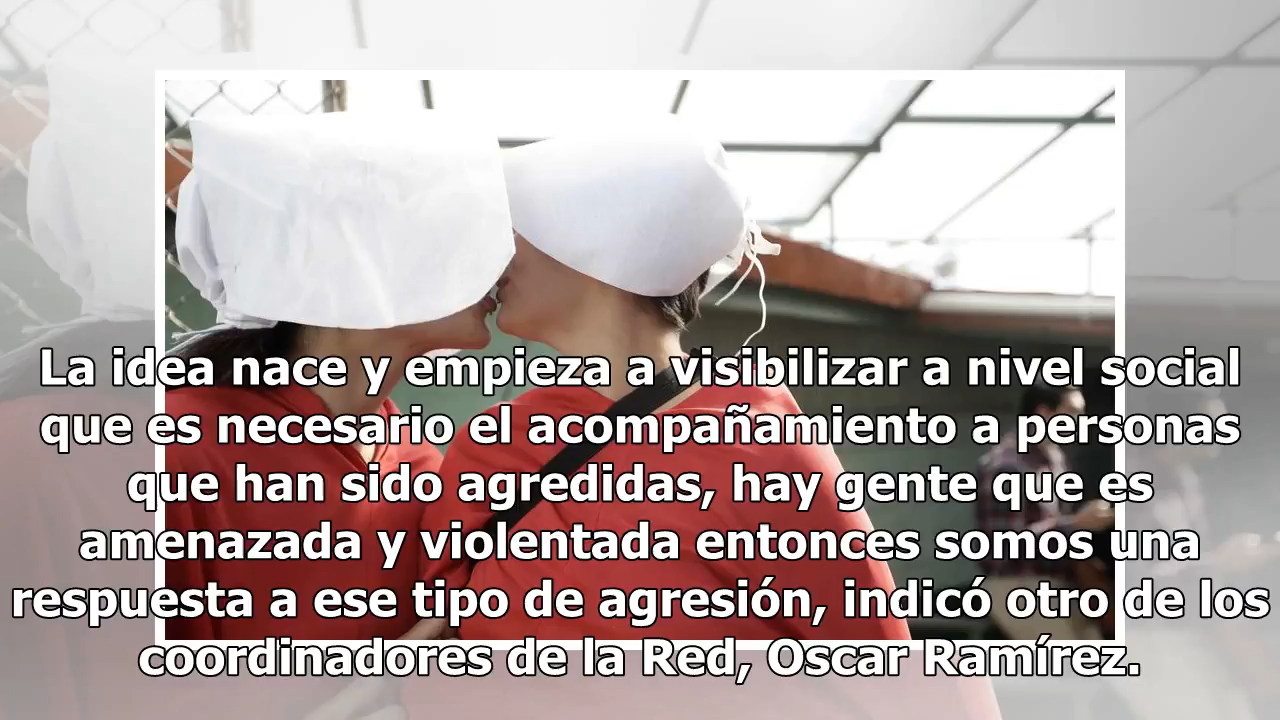 La idea nace y empieza a visibilizar a nivel social
que es necesario el acompañamiento a personas
que han sido agredidas, hay gente que es
amenazada y violentada entonces somos una
respuesta a ese tipo de agresión, indicó otro de los
coordinadores de la Red, Oscar Ramírez.